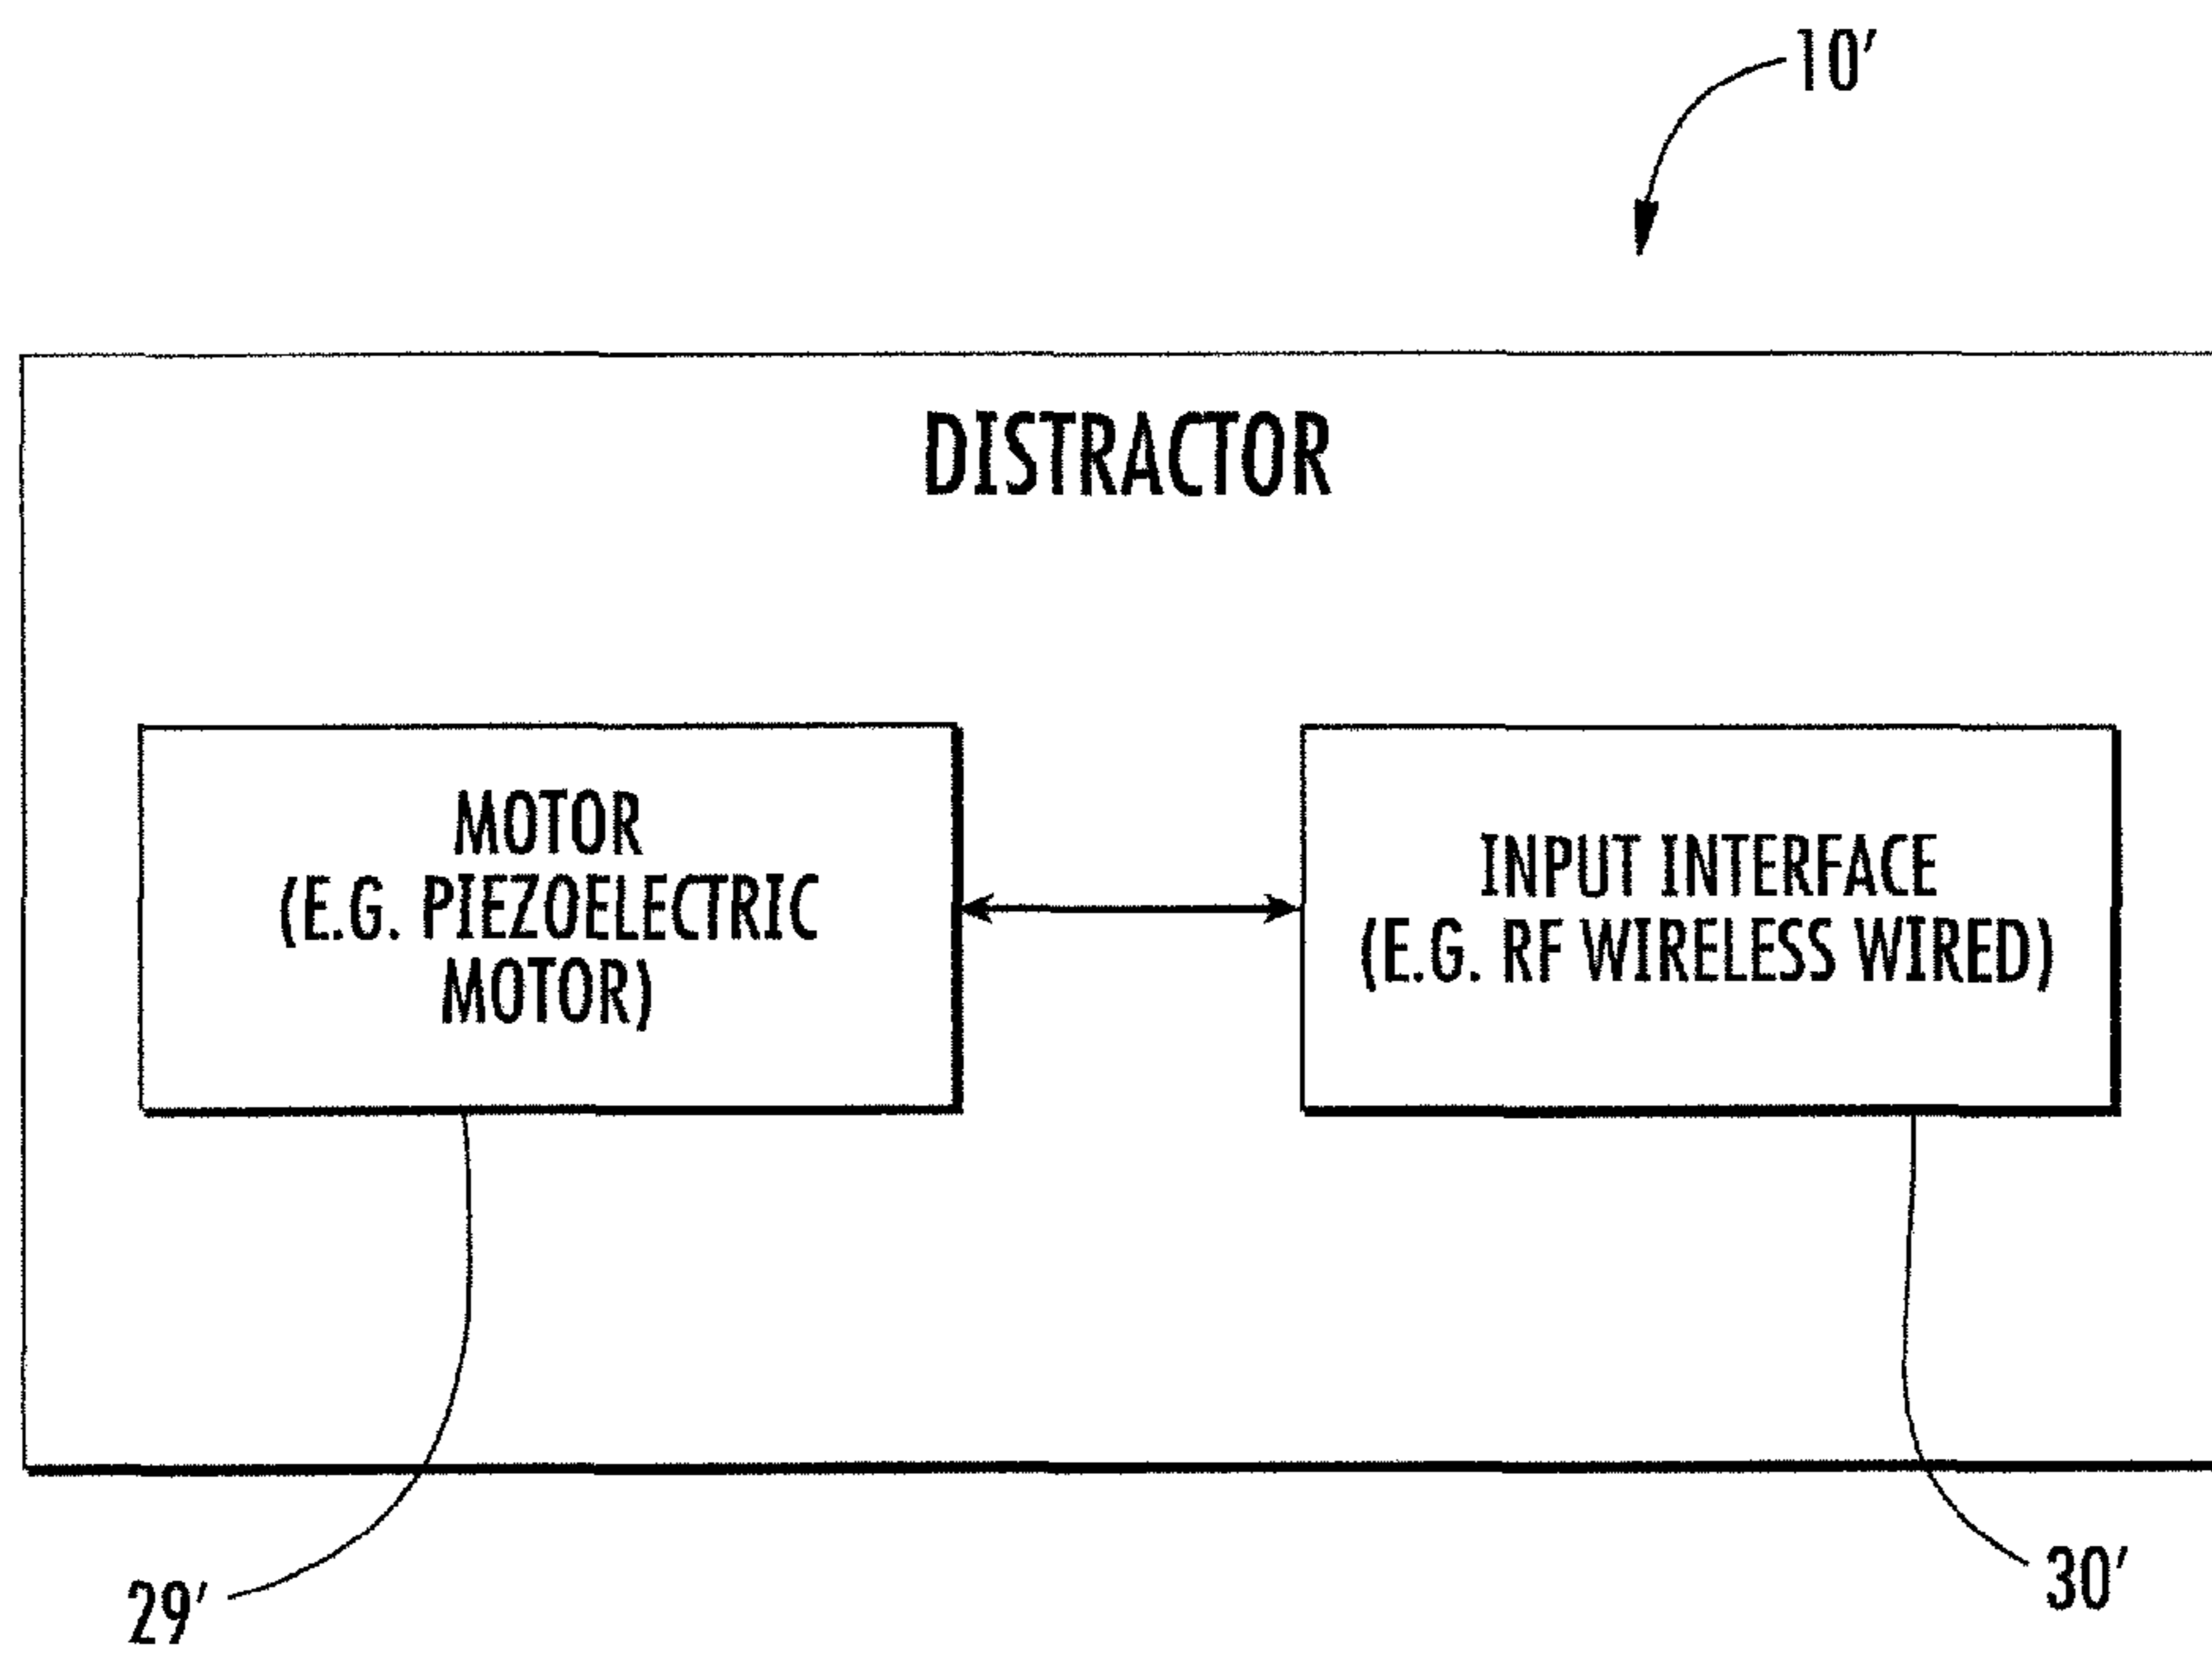 10'
DISTRACTOR
MOTOR
(E.G. PIEZOELECTRIC
MOTOR)
INPUT INTERFACE
(E.G. RF WIRELESS WIRED)
29'
30'